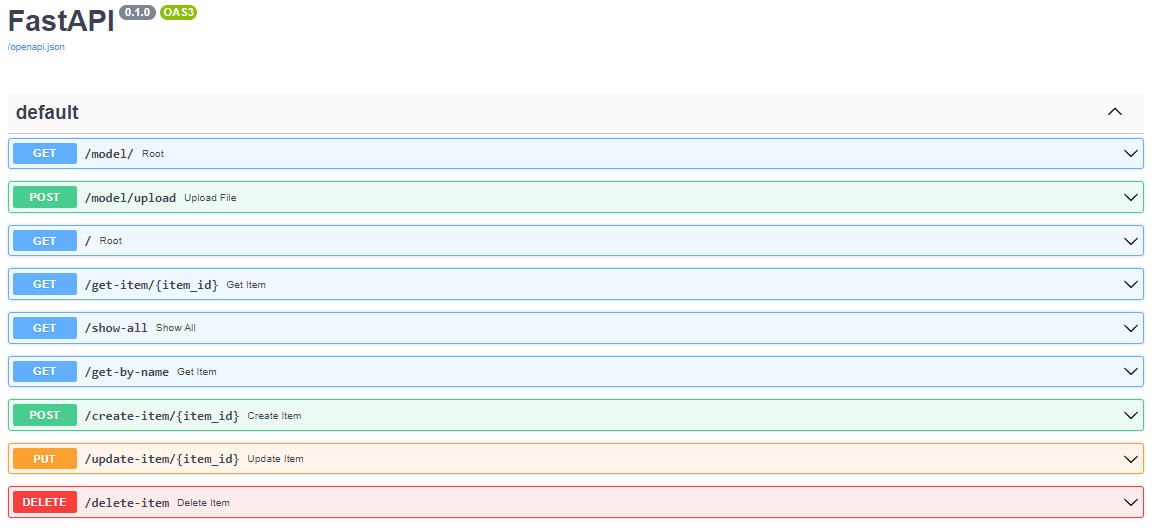 FastAPI 0.1.0 OAS3
/openapi.json
default
GET /model/ Root
POST /model/upload Upload File
GET / Root
GET /get-item/{item_id} Get Item
GET /show-all Show All
GET /get-by-name Get Item
POST /create-item/{item_id} Create Item
PUT /update-item/{item_id} Update Item
DELETE /delete-item Delete Item